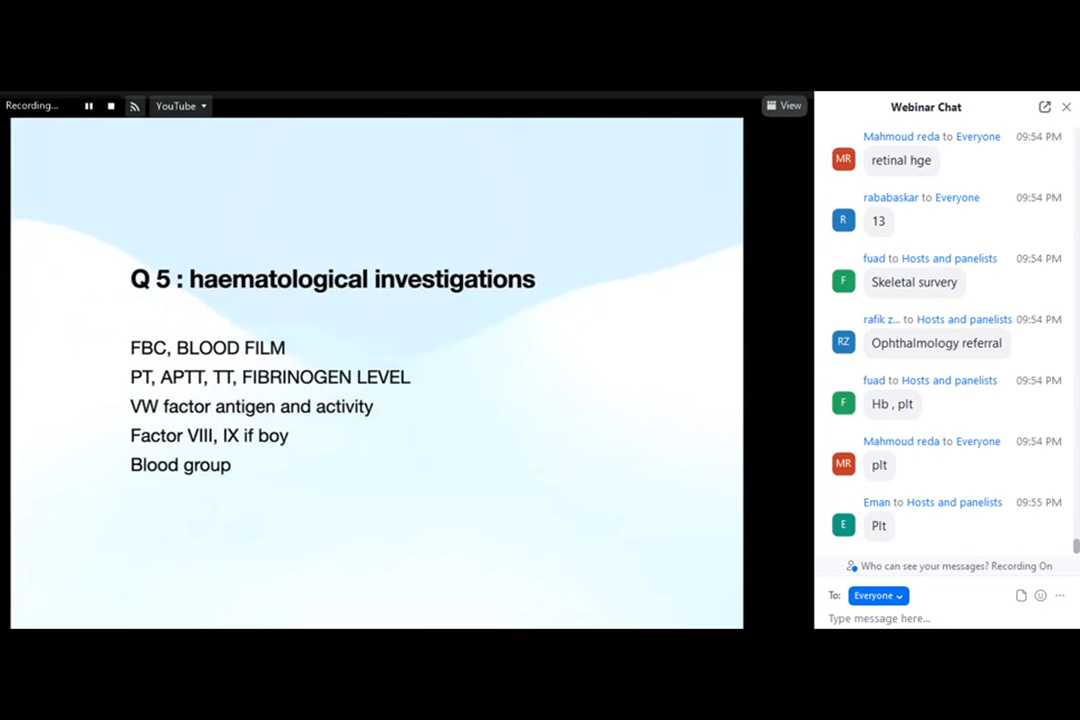 Recording...
YouTube
View
Q 5 : haematological investigations
FBC, BLOOD FILM
PT, APTT, TT, FIBRINOGEN LEVEL
VW factor antigen and activity
Factor VIII, IX if boy
Blood group
Webinar Chat
Mahmoud reda to Everyone 09:54 PM
MR
retinal hge
rababaskar to Everyone 09:54 PM
R
13
fuad to Hosts and panelists 09:54 PM
F
Skeletal survery
rafik z... to Hosts and panelists 09:54 PM
RZ
Ophthalmology referral
fuad to Hosts and panelists 09:54 PM
F
Hb , plt
Mahmoud reda to Everyone 09:54 PM
MR
plt
Eman to Hosts and panelists 09:55 PM
E
Plt
Who can see your messages? Recording On
To: Everyone
Type message here...